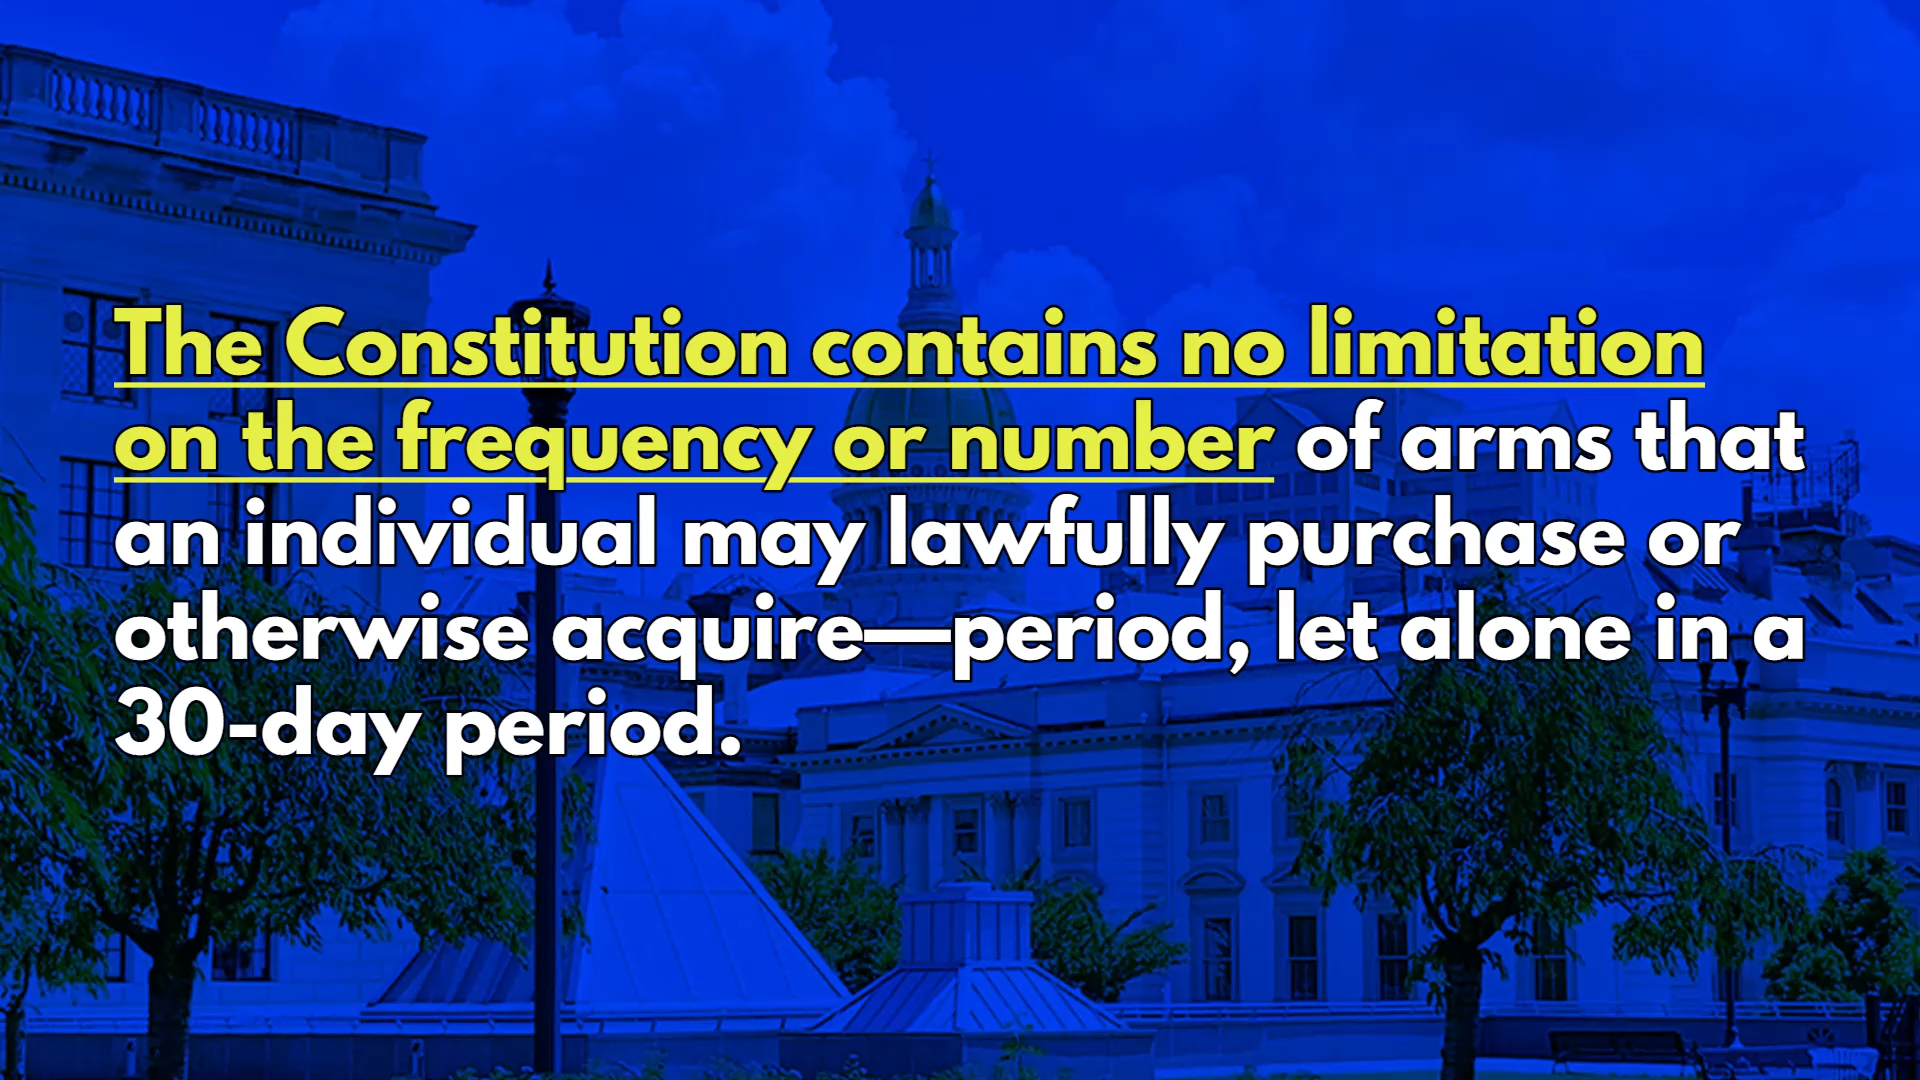 The Constitution contains no limitation
on the frequency or number of arms that
an individual may lawfully purchase or
otherwise acquire—period, let alone in a
30-day period.